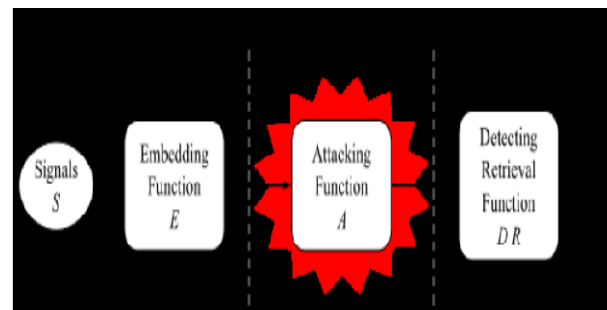 Signals
S
Embedding
Function
E
Attacking
Function
A
Detecting
Retrieval
Function
D R